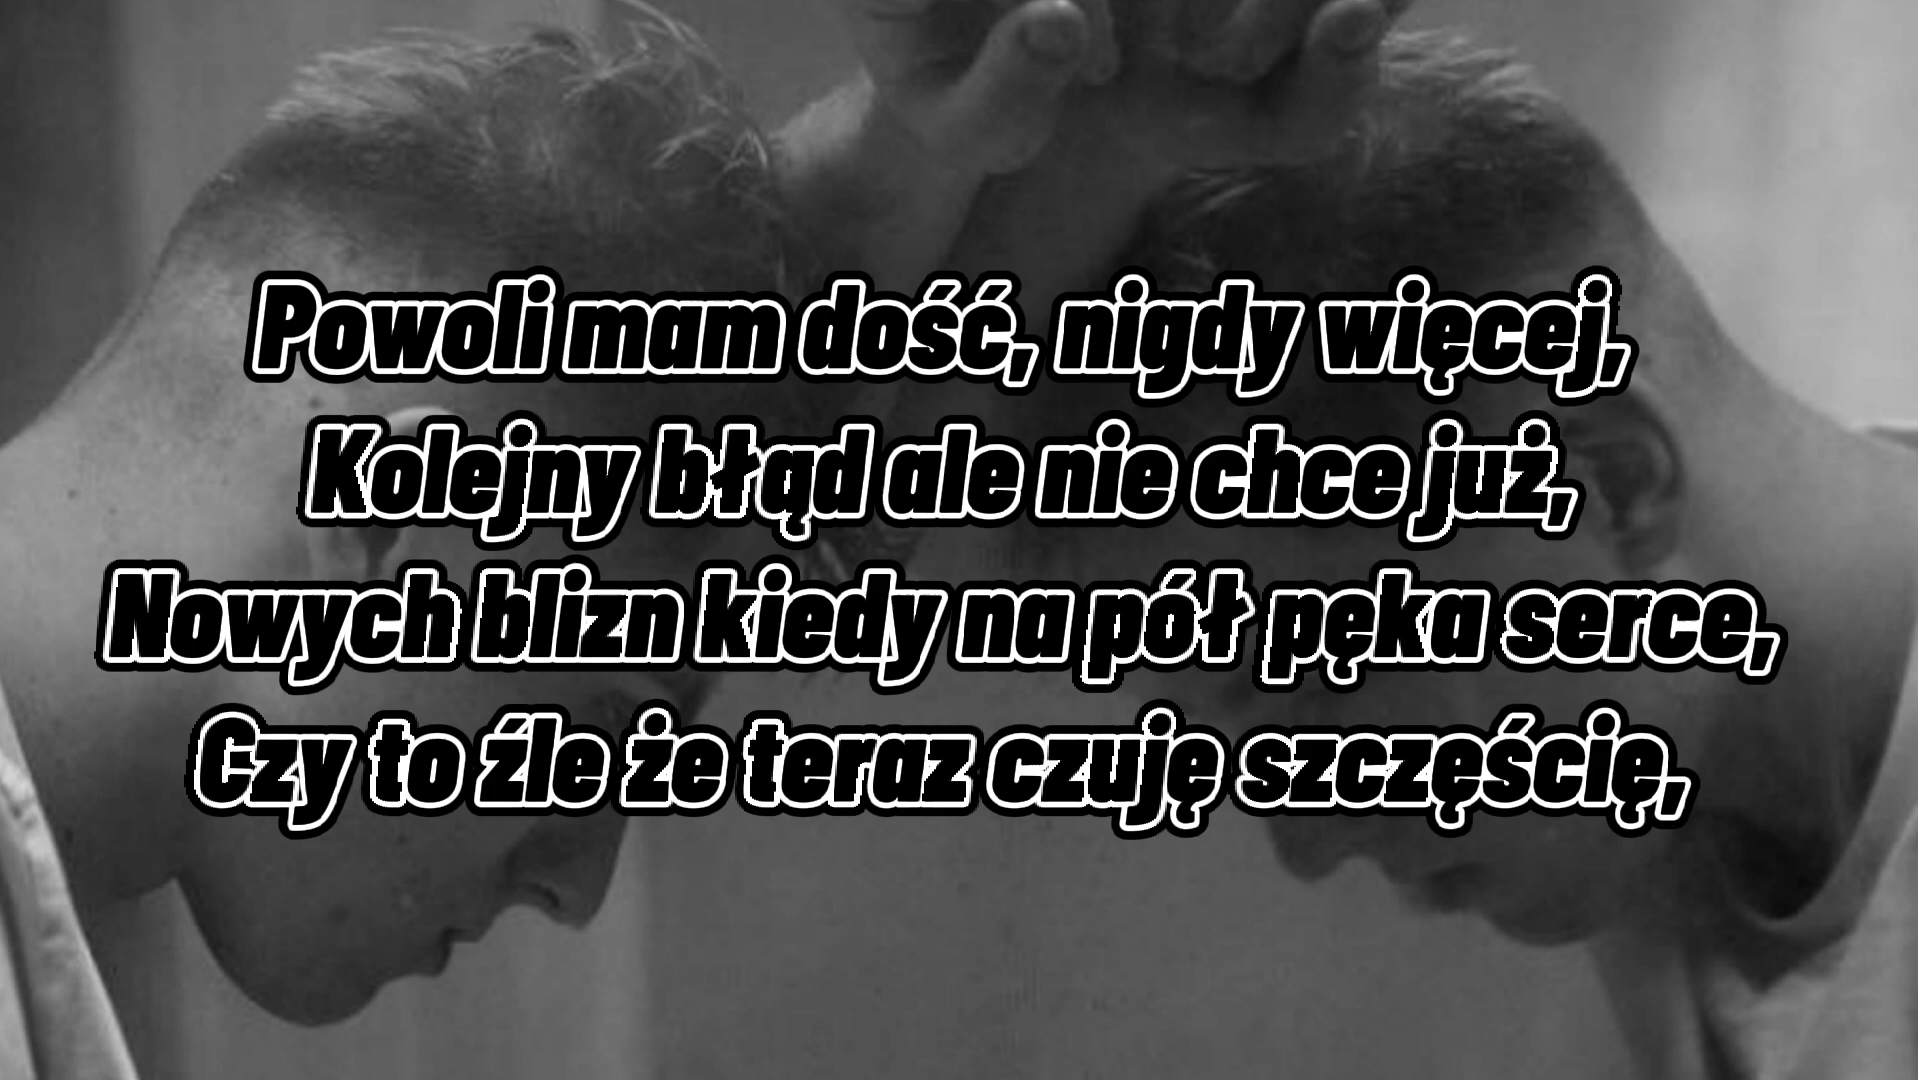 Powoli mam dość, nigdy więcej,
Kolejny błąd ale nie chce już,
Nowych blizn kiedy na pół pęka serce,
Czy to źle że teraz czuję szczęścię,